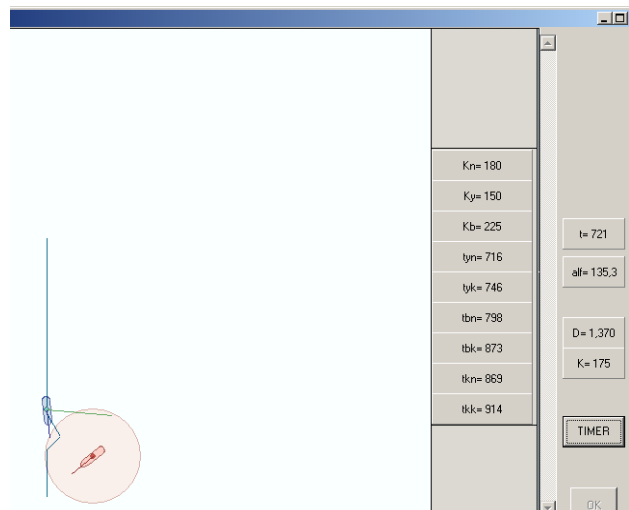 Kn= 180
Ky= 150
Kb= 225
tyn= 716
tyk= 746
tbn= 798
tbk= 873
tkn= 869
tkk= 914
t= 721
alf= 135,3
D= 1,370
K= 175
TIMER
OK